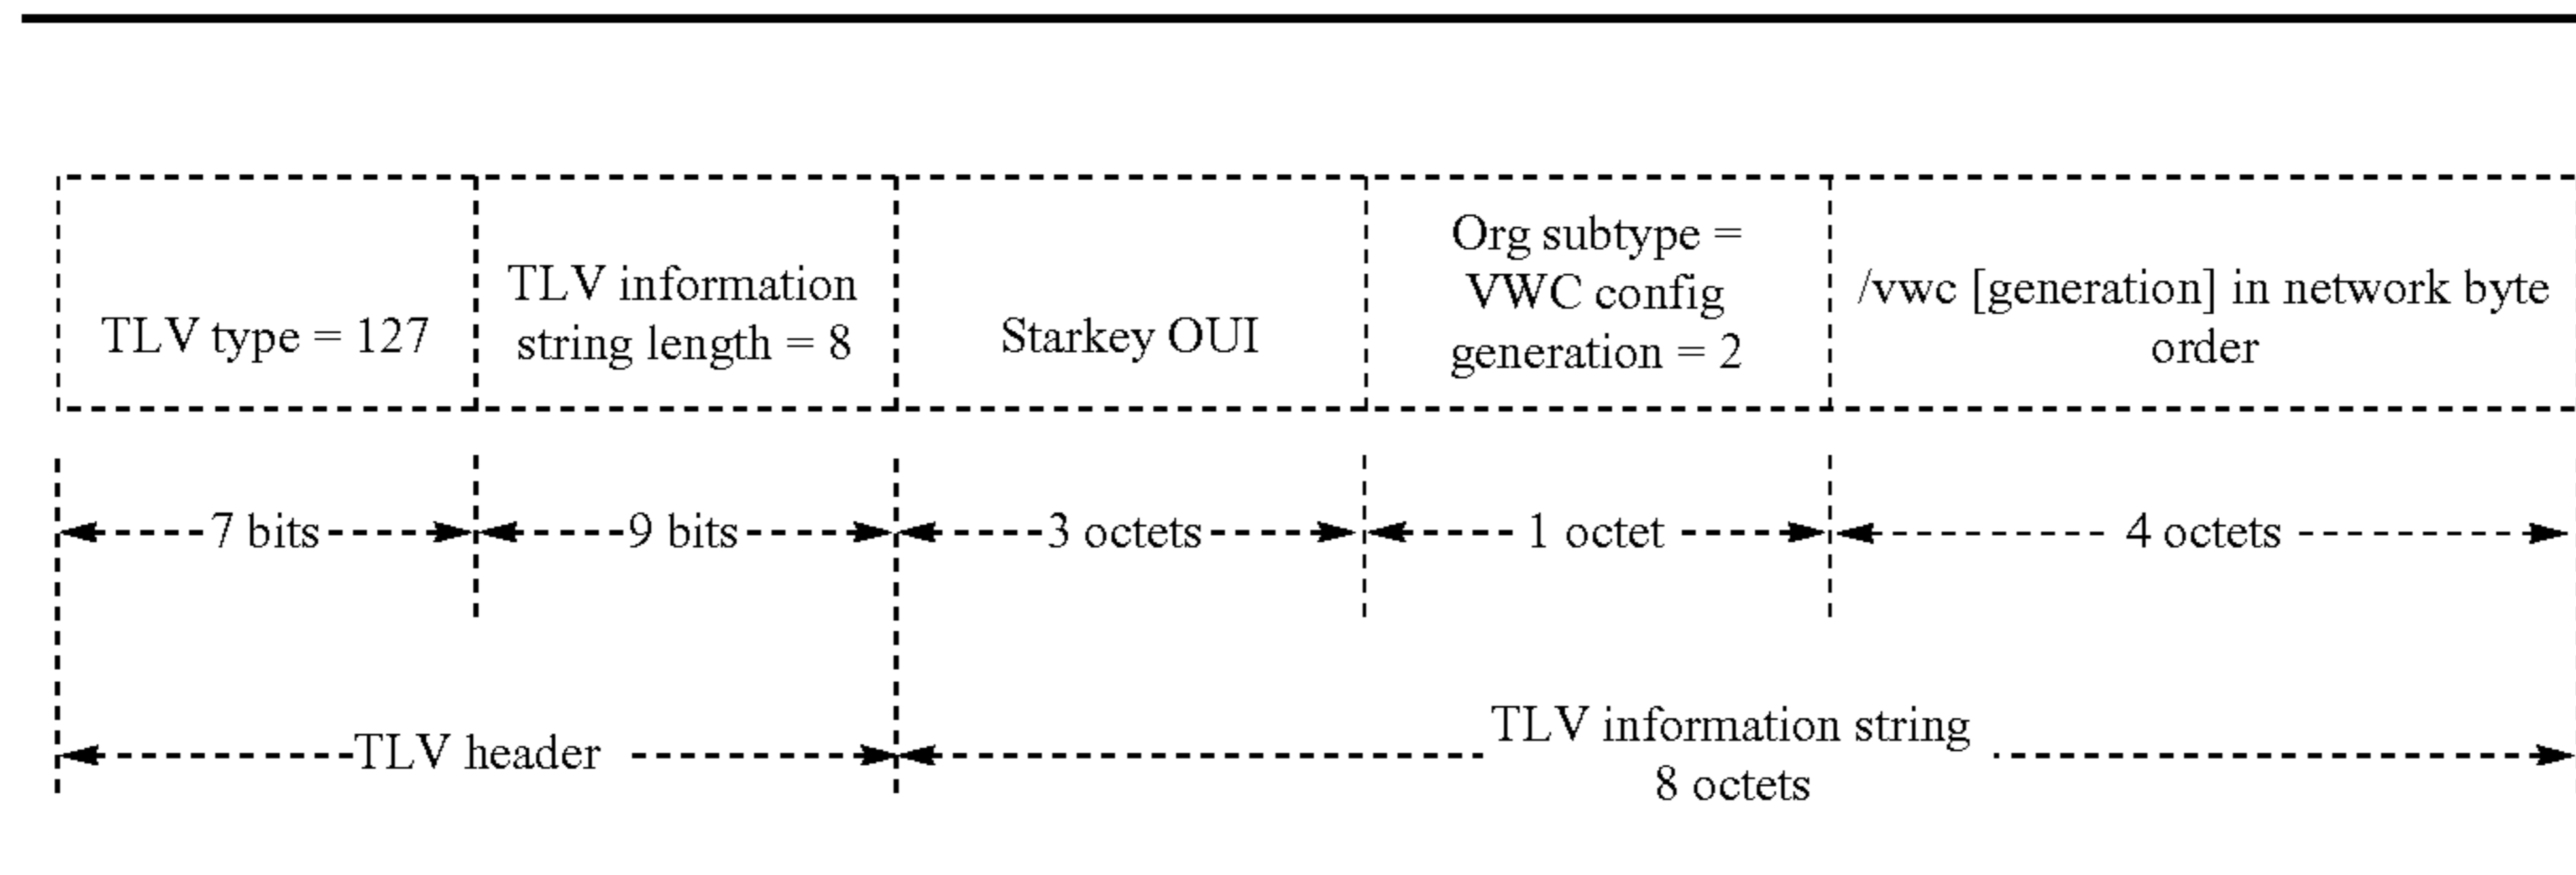 TLV type = 127
TLV information
string length = 8
Starkey OUI
Org subtype =
VWC config
generation = 2
/vwc [generation] in network byte
order
7 bits
9 bits
3 octets
1 octet
4 octets
TLV header
TLV information string
8 octets